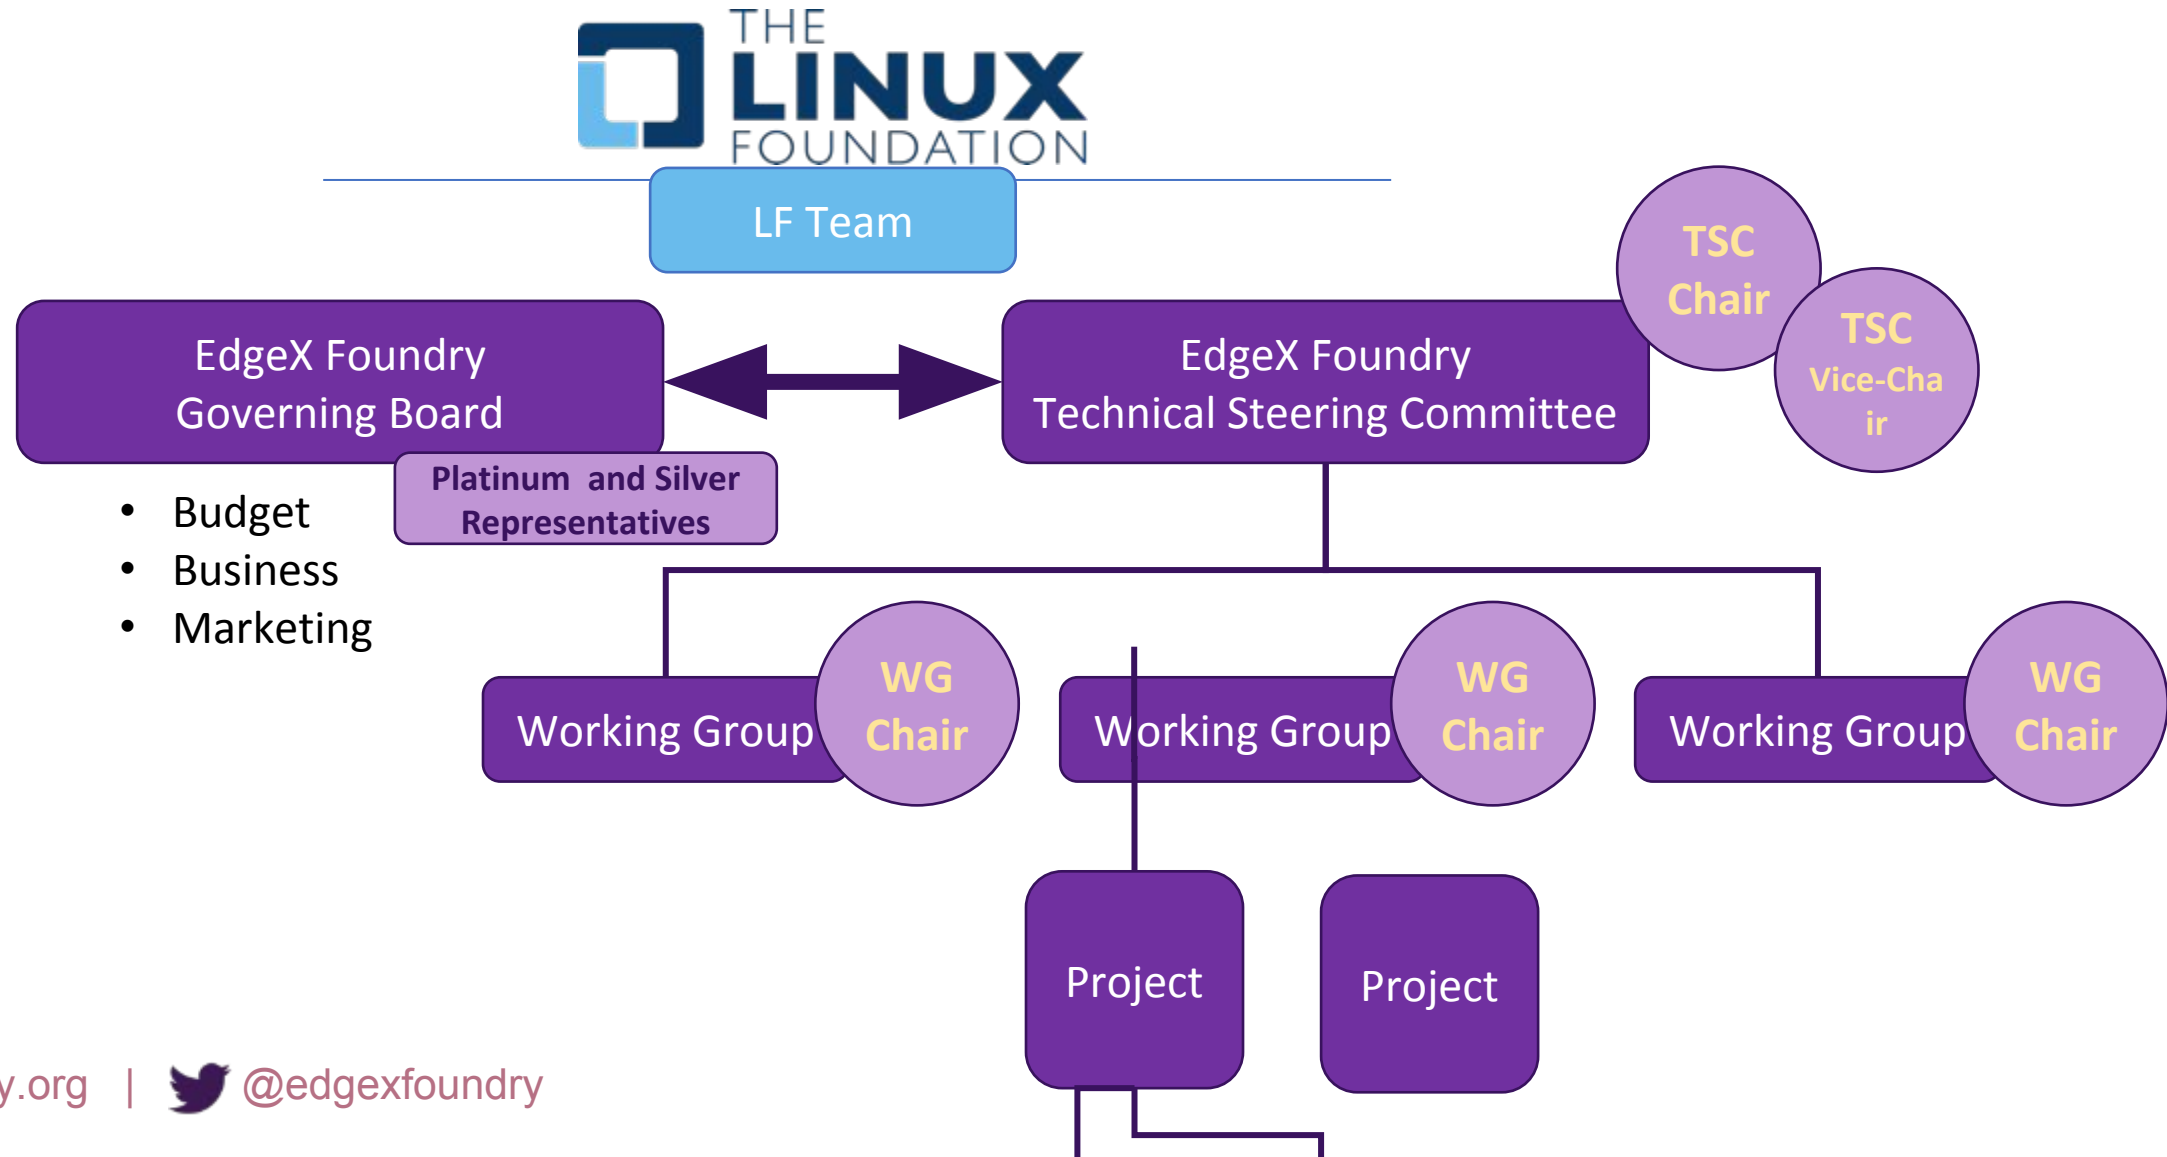 THE
LINUX
FOUNDATION
LF Team
EdgeX Foundry
Governing Board
Platinum and Silver
Representatives
• Budget
• Business
• Marketing
EdgeX Foundry
Technical Steering Committee
TSC
Chair
TSC
Vice-Cha
ir
Working Group
WG
Chair
Working Group
WG
Chair
Working Group
WG
Chair
Project
Project
y.org | @edgexfoundry